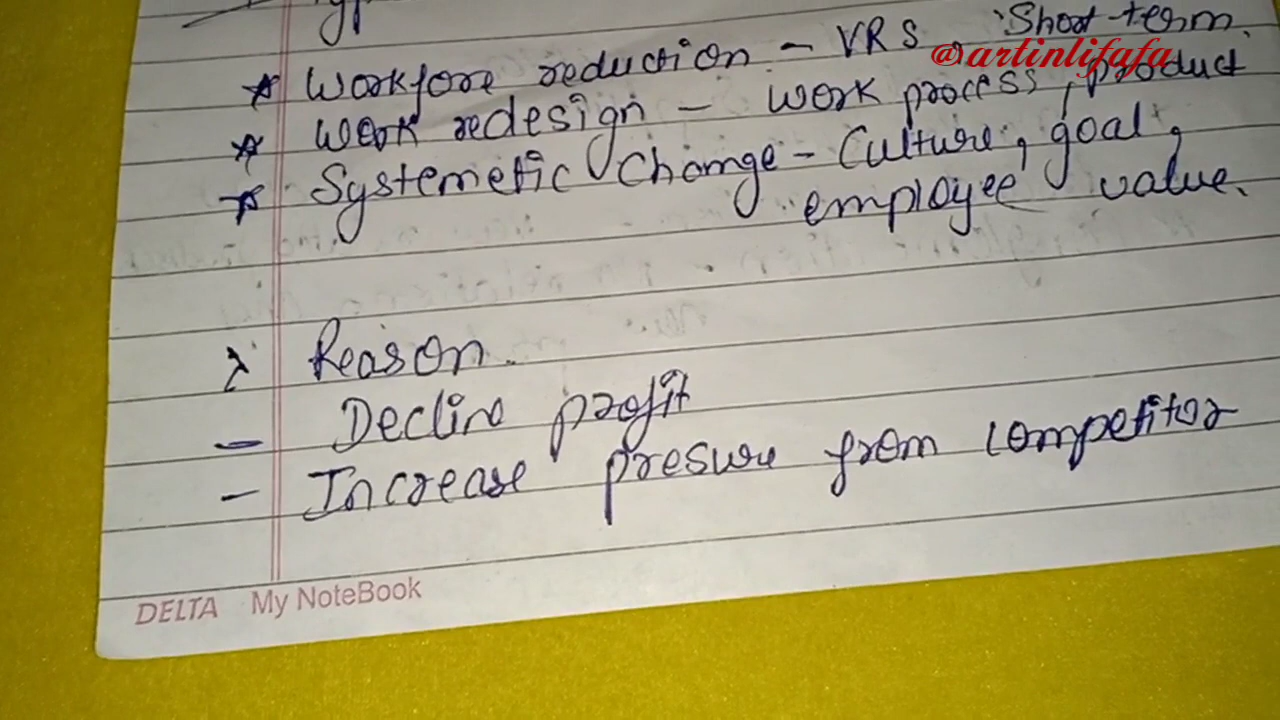 Short-term.
@artinlifafa
★ Workfore reduction - VRS,
★ Work redesign - Work process, product
★ Systemetic Change - Culture, goal,
employee value.
Reason.
- Decline profit
- Increase presure from competitor
DELTA My NoteBook